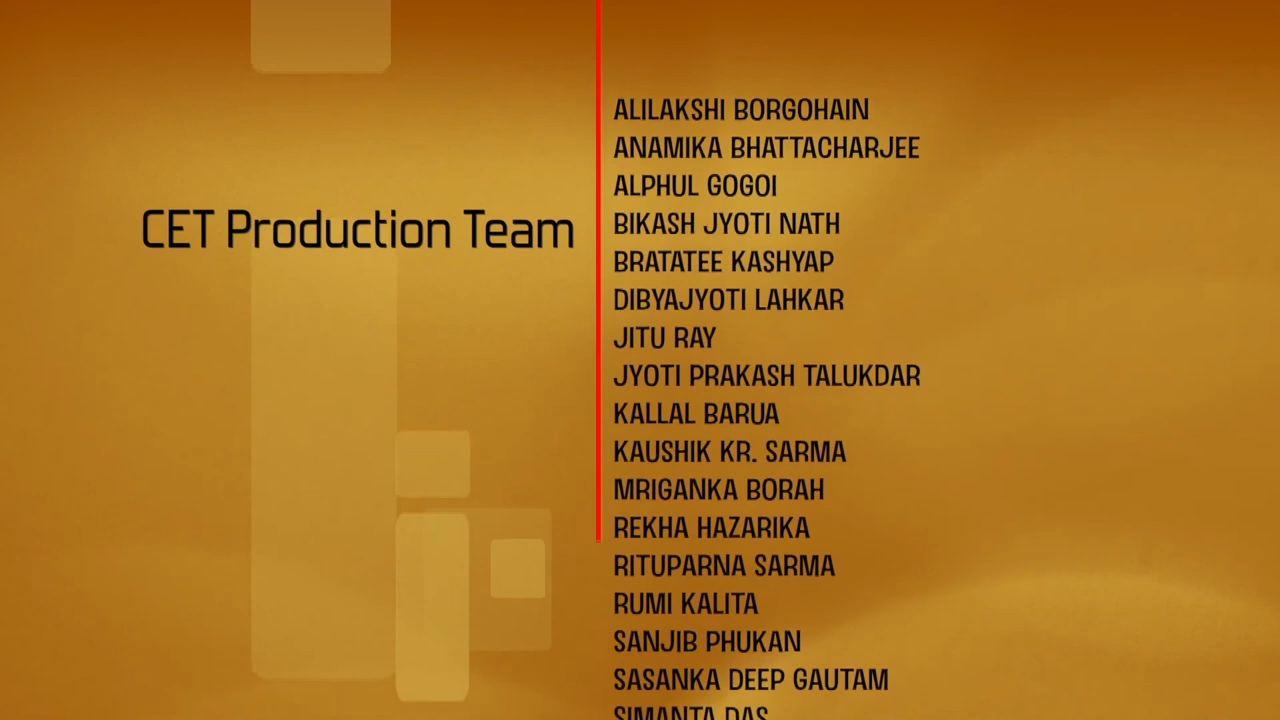 CET Production Team
ALILAKSHI BORGOHAIN
ANAMIKA BHATTACHARJEE
ALPHUL GOGOI
BIKASH JYOTI NATH
BRATATEE KASHYAP
DIBYAJYOTI LAHKAR
JITU RAY
JYOTI PRAKASH TALUKDAR
KALLAL BARUA
KAUSHIK KR. SARMA
MRIGANKA BORAH
REKHA HAZARIKA
RITUPARNA SARMA
RUMI KALITA
SANJIB PHUKAN
SASANKA DEEP GAUTAM
SIMANTA DAS